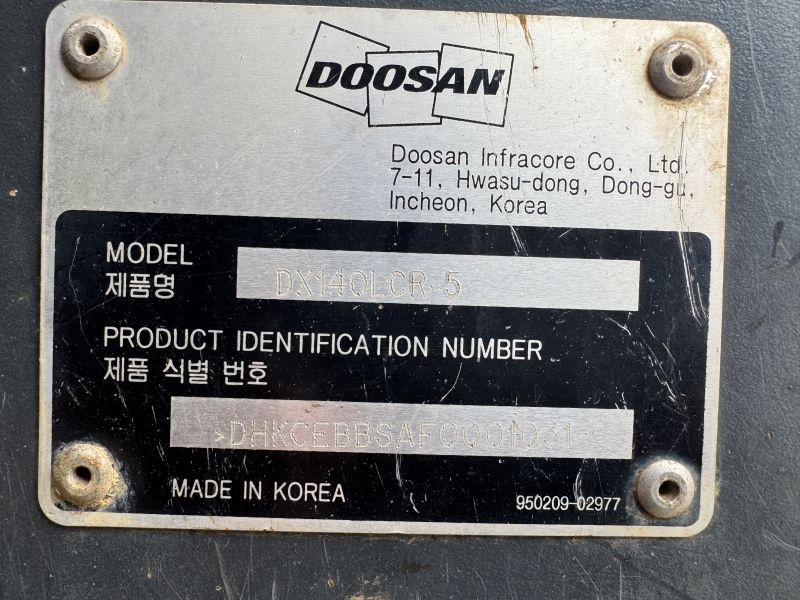 DOOSAN
Doosan Infracore Co., Ltd.
7-11, Hwasu-dong, Dong-gu,
Incheon, Korea
MODEL
제품명
DX140LCR-5
PRODUCT IDENTIFICATION NUMBER
제품 식별 번호
>DHKCEBBSAF0001031
MADE IN KOREA
950209-02977